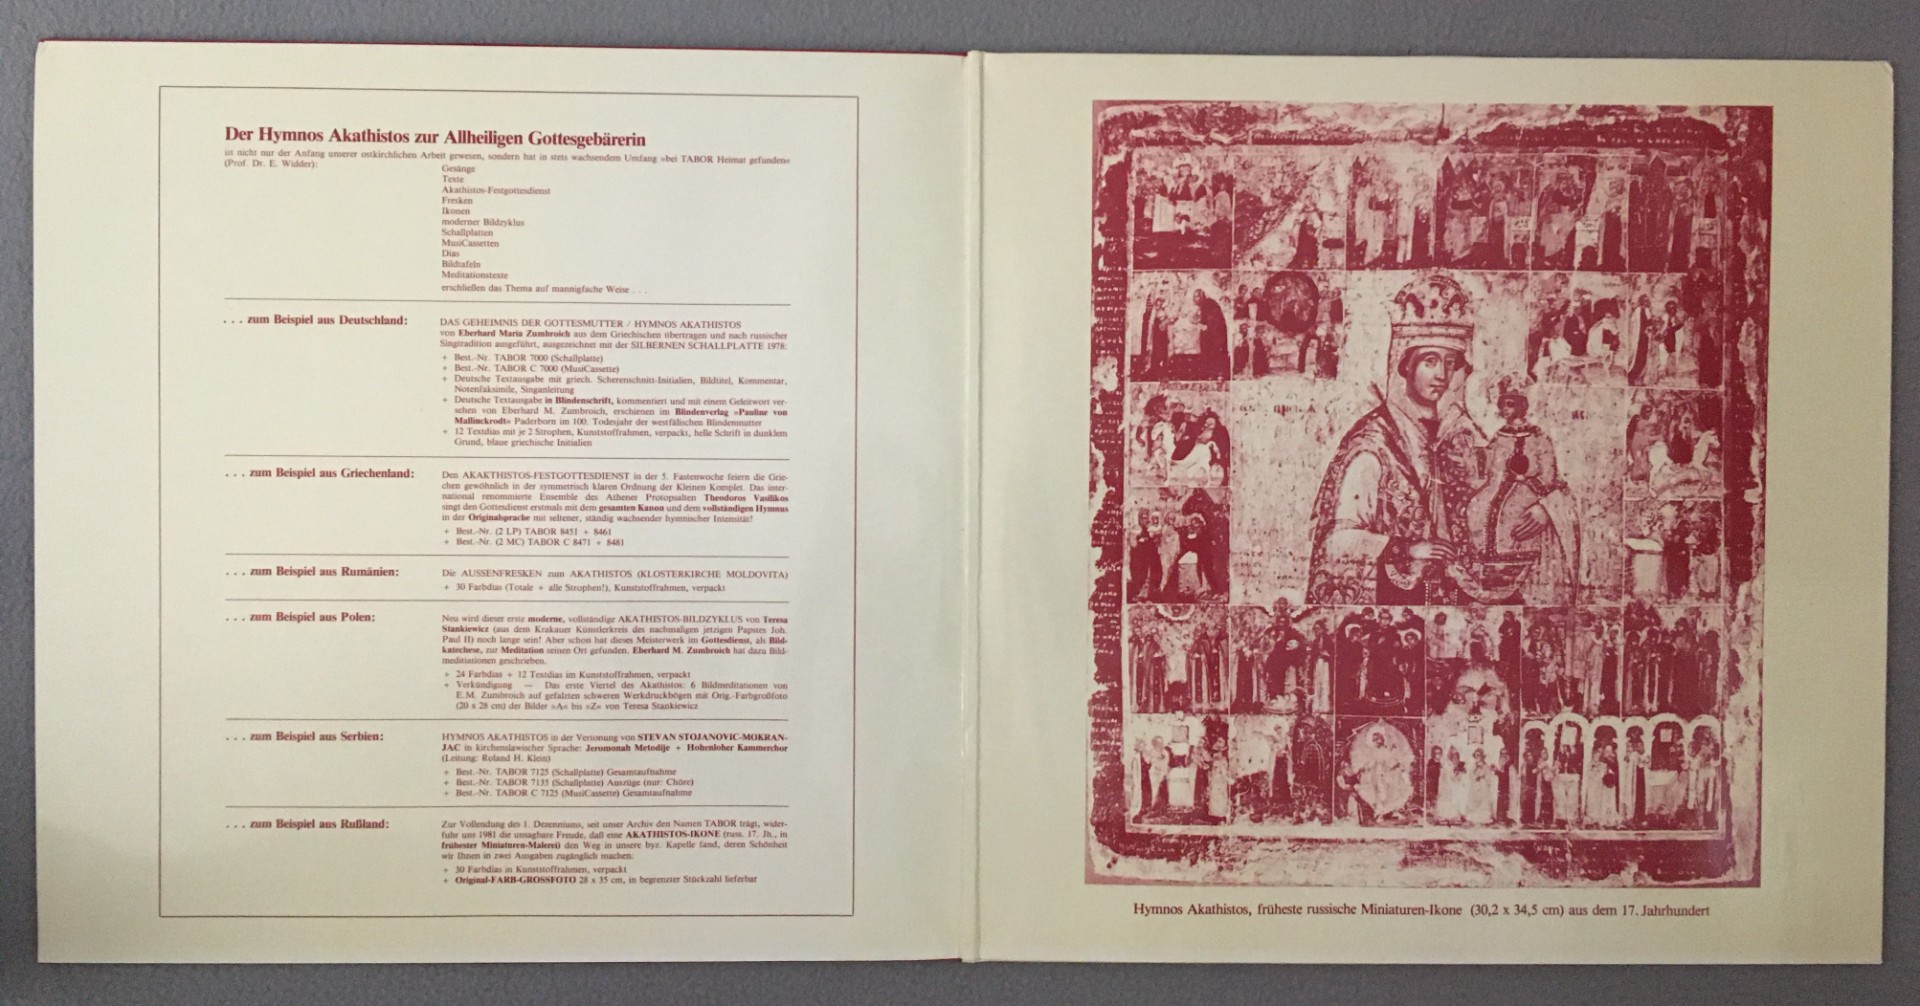 Der Hymnos Akathistos zur Allheiligen Gottesgebärerin
ist nicht nur der Anfang unserer ostkirchlichen Arbeit gewesen, sondern hat in stets wachsendem Umfang »bei TABOR Heimat gefunden«
(Prof. Dr. E. Widder):
Gesänge
Texte
Akathistos-Festgottesdienst
Fresken
Ikonen
moderner Bildzyklus
Schallplatten
MusiCassetten
Dias
Bildtafeln
Meditationstexte
erschließen das Thema auf mannigfache Weise . . .
. . . zum Beispiel aus Deutschland:
DAS GEHEIMNIS DER GOTTESMUTTER / HYMNOS AKATHISTOS
von Eberhard Maria Zumbroich aus dem Griechischen übertragen und nach russischer
Singtradition ausgeführt, ausgezeichnet mit der SILBERNEN SCHALLPLATTE 1978:
+ Best.-Nr. TABOR 7000 (Schallplatte)
+ Best.-Nr. TABOR C 7000 (MusiCassette)
+ Deutsche Textausgabe mit griech. Scherenschnitt-Initialien, Bildtitel, Kommentar,
Notenfaksimile, Singanleitung
+ Deutsche Textausgabe in Blindenschrift, kommentiert und mit einem Geleitwort ver-
sehen von Eberhard M. Zumbroich, erschienen im Blindenverlag »Pauline von
Mallinckrodt« Paderborn im 100. Todesjahr der westfälischen Blindenmutter
+ 12 Textdias mit je 2 Strophen, Kunststoffrahmen, verpackt, helle Schrift in dunklem
Grund, blaue griechische Initialien
. . . zum Beispiel aus Griechenland:
Den AKAKTHISTOS-FESTGOTTESDIENST in der 5. Fastenwoche feiern die Grie-
chen gewöhnlich in der symmetrisch klaren Ordnung der Kleinen Komplet. Das inter-
national renommierte Ensemble des Athener Protopsalten Theodoros Vasilikos
singt den Gottesdienst erstmals mit dem gesamten Kanon und dem vollständigen Hymnus
in der Originalsprache mit seltener, ständig wachsender hymnischer Intensität!
+ Best.-Nr. (2 LP) TABOR 8451 + 8461
+ Best.-Nr. (2 MC) TABOR C 8471 + 8481
. . . zum Beispiel aus Rumänien:
Die AUSSENFRESKEN zum AKATHISTOS (KLOSTERKIRCHE MOLDOVITA)
+ 30 Farbdias (Totale + alle Strophen!), Kunststoffrahmen, verpackt
. . . zum Beispiel aus Polen:
Neu wird dieser erste moderne, vollständige AKATHISTOS-BILDZYKLUS von Teresa
Stankiewicz (aus dem Krakauer Künstlerkreis des nachmaligen jetzigen Papstes Joh.
Paul II) noch lange sein! Aber schon hat dieses Meisterwerk im Gottesdienst, als Bild-
katechese, zur Meditation seinen Ort gefunden. Eberhard M. Zumbroich hat dazu Bild-
meditiationen geschrieben.
+ 24 Farbdias + 12 Textdias im Kunststoffrahmen, verpackt
+ Verkündigung — Das erste Viertel des Akathistos: 6 Bildmeditationen von
E.M. Zumbroich auf gefalzten schweren Werkdruckbögen mit Orig.-Farbgroßfoto
(20 x 28 cm) der Bilder »A« bis »Z« von Teresa Stankiewicz
. . . zum Beispiel aus Serbien:
HYMNOS AKATHISTOS in der Vertonung von STEVAN STOJANOVIC-MOKRAN-
JAC in kirchenslawischer Sprache: Jeromonah Metodije + Hohenloher Kammerchor
(Leitung: Roland H. Klein)
+ Best.-Nr. TABOR 7125 (Schallplatte) Gesamtaufnahme
+ Best.-Nr. TABOR 7135 (Schallplatte) Auszüge (nur: Chöre)
+ Best.-Nr. TABOR C 7125 (MusiCassette) Gesamtaufnahme
. . . zum Beispiel aus Rußland:
Zur Vollendung des 1. Dezenniums, seit unser Archiv den Namen TABOR trägt, wider-
fuhr uns 1981 die unsagbare Freude, daß eine AKATHISTOS-IKONE (russ. 17. Jh., in
frühester Miniaturen-Malerei) den Weg in unsere byz. Kapelle fand, deren Schönheit
wir Ihnen in zwei Ausgaben zugänglich machen:
+ 30 Farbdias in Kunststoffrahmen, verpackt
+ Original-FARB-GROSSFOTO 28 x 35 cm, in begrenzter Stückzahl lieferbar
Hymnos Akathistos, früheste russische Miniaturen-Ikone (30,2 x 34,5 cm) aus dem 17. Jahrhundert